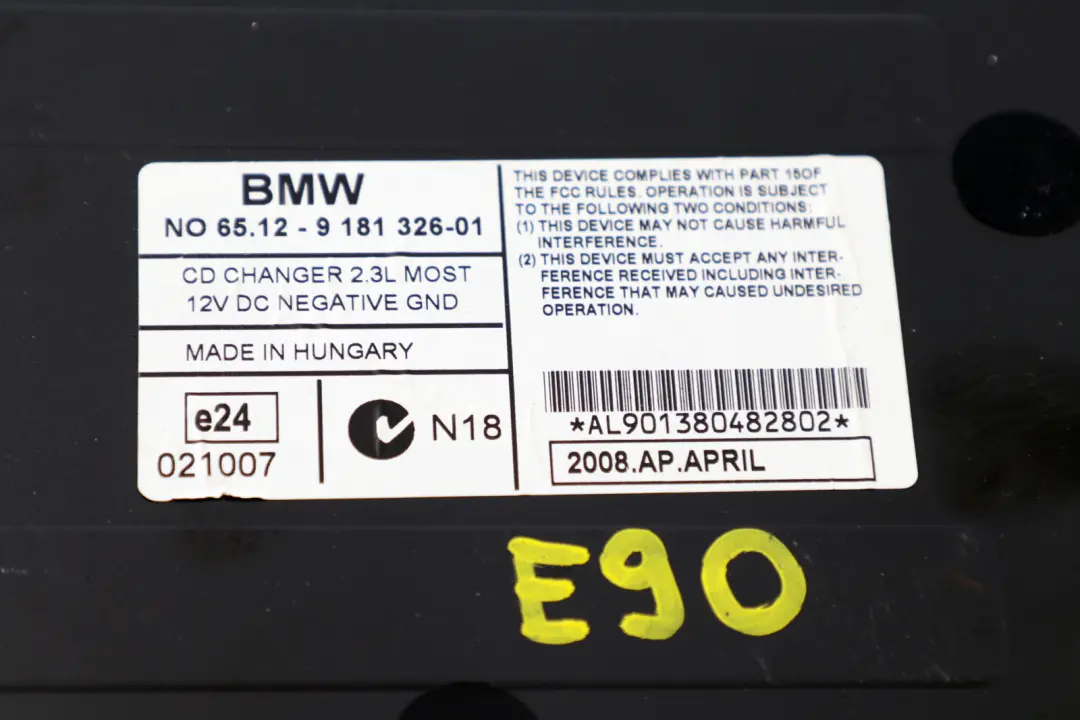 BMW
NO 65.12 - 9 181 326-01
CD CHANGER 2.3L MOST
12V DC NEGATIVE GND
MADE IN HUNGARY
e24
021007
N18
THIS DEVICE COMPLIES WITH PART 15OF
THE FCC RULES. OPERATION IS SUBJECT
TO THE FOLLOWING TWO CONDITIONS:
(1) THIS DEVICE MAY NOT CAUSE HARMFUL
INTERFERENCE.
(2) THIS DEVICE MUST ACCEPT ANY INTER-
FERENCE RECEIVED INCLUDING INTER-
FERENCE THAT MAY CAUSED UNDESIRED
OPERATION.
*AL901380482802*
2008.AP.APRIL
E90